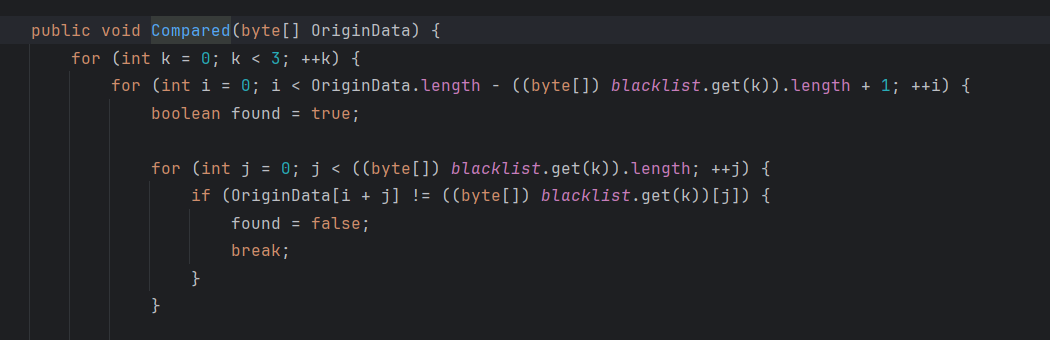 public void Compared(byte[] OriginData) {
    for (int k = 0; k < 3; ++k) {
        for (int i = 0; i < OriginData.length - ((byte[]) blacklist.get(k)).length + 1; ++i) {
            boolean found = true;

            for (int j = 0; j < ((byte[]) blacklist.get(k)).length; ++j) {
                if (OriginData[i + j] != ((byte[]) blacklist.get(k))[j]) {
                    found = false;
                    break;
                }
            }